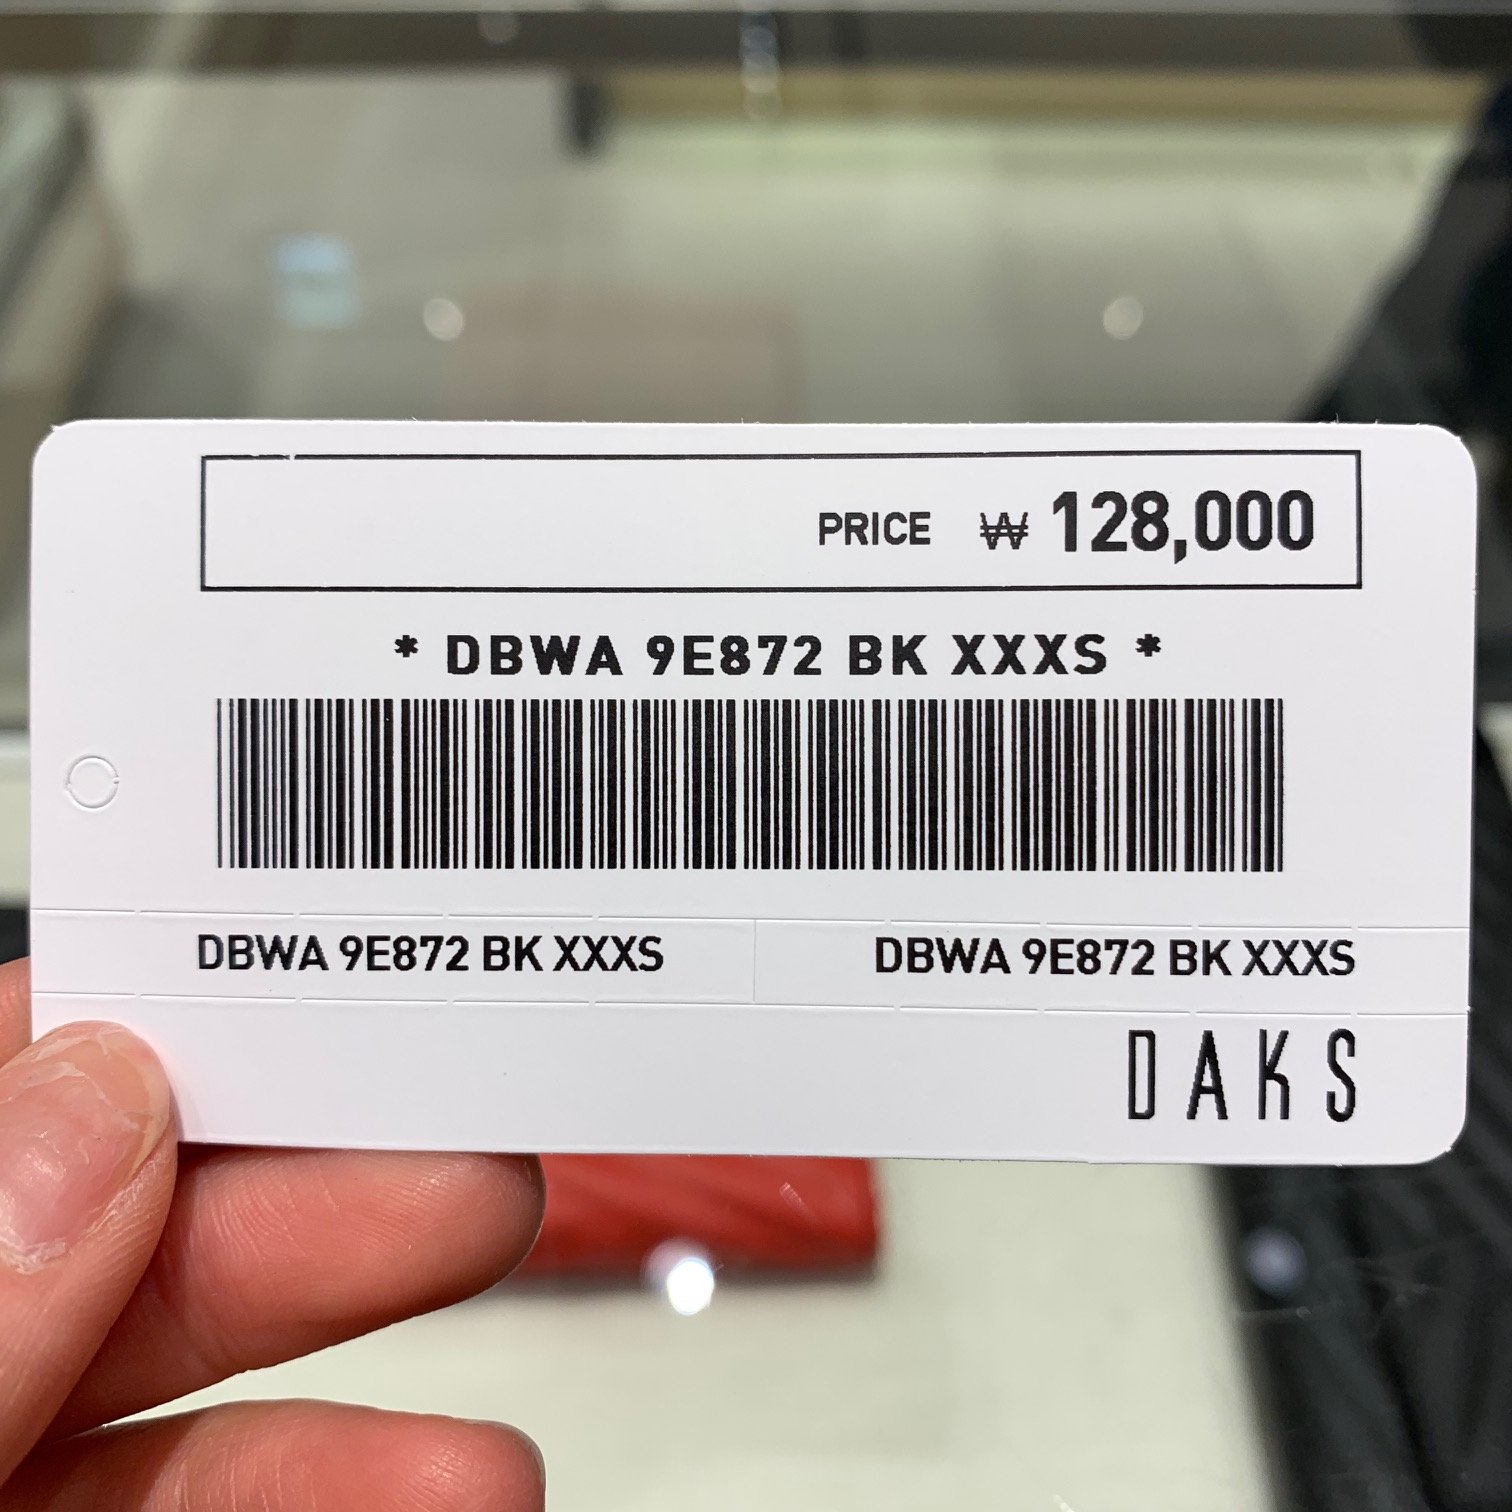 PRICE ₩ 128,000
* DBWA 9E872 BK XXXS *
DBWA 9E872 BK XXXS DBWA 9E872 BK XXXS
DAKS